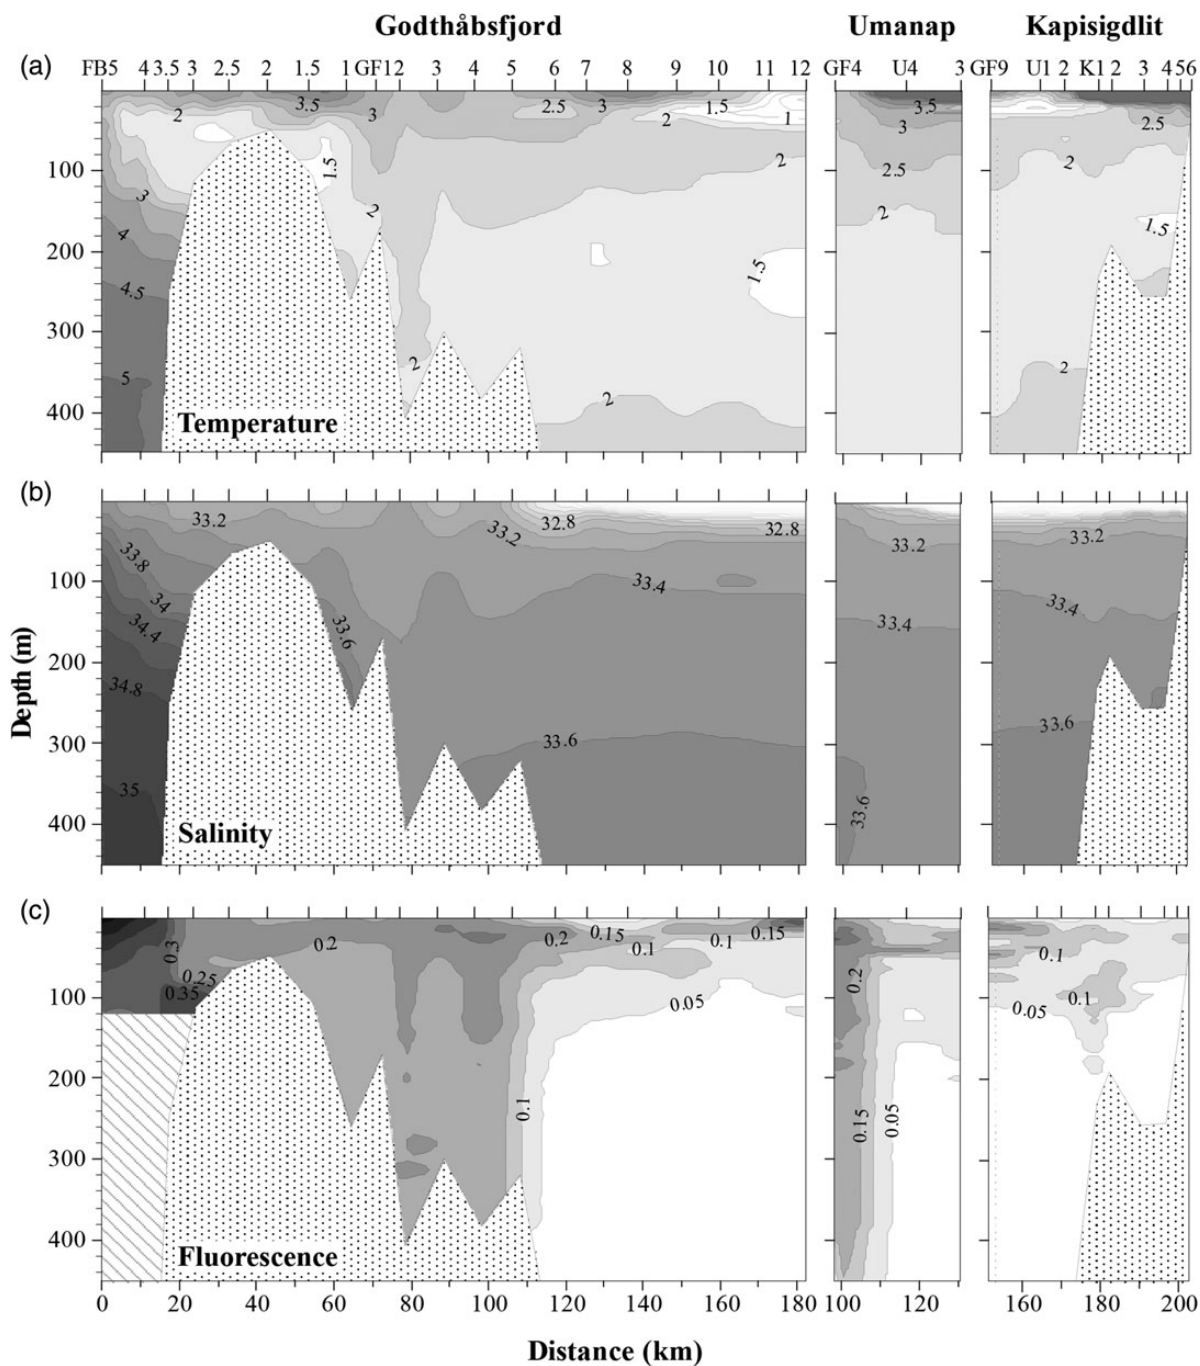 Godthåbsfjord Umanap Kapisigdlit
(a) FB5 4 3.5 3 2.5 2 1.5 1 GF12 3 4 5 6 7 8 9 10 11 12 GF4 U4 3 GF9 U1 2 K1 2 3 4 5 6
2 3.5 3 2.5 3 2 1.5 1 3.5 3 2.5
100 1.5 2 2.5 2
3 2 2 1.5
200 4
4.5 1.5
300 2 2
5 2
400
Temperature
(b)
33.2 33.2 32.8 32.8 33.2 33.2
33.8
100 33.4
34 33.4 33.4
34.4 33.6
200
34.8
300 33.6 33.6
35 33.6
400
Salinity
Depth (m)
(c)
0.3 0.2 0.2 0.15 0.1 0.1 0.15 0.2 0.1
0.25
0.35 0.05 0.1
100 0.05
200
0.1 0.15 0.05
300
400
Fluorescence
0 20 40 60 80 100 120 140 160 180 100 120 160 180 200
Distance (km)